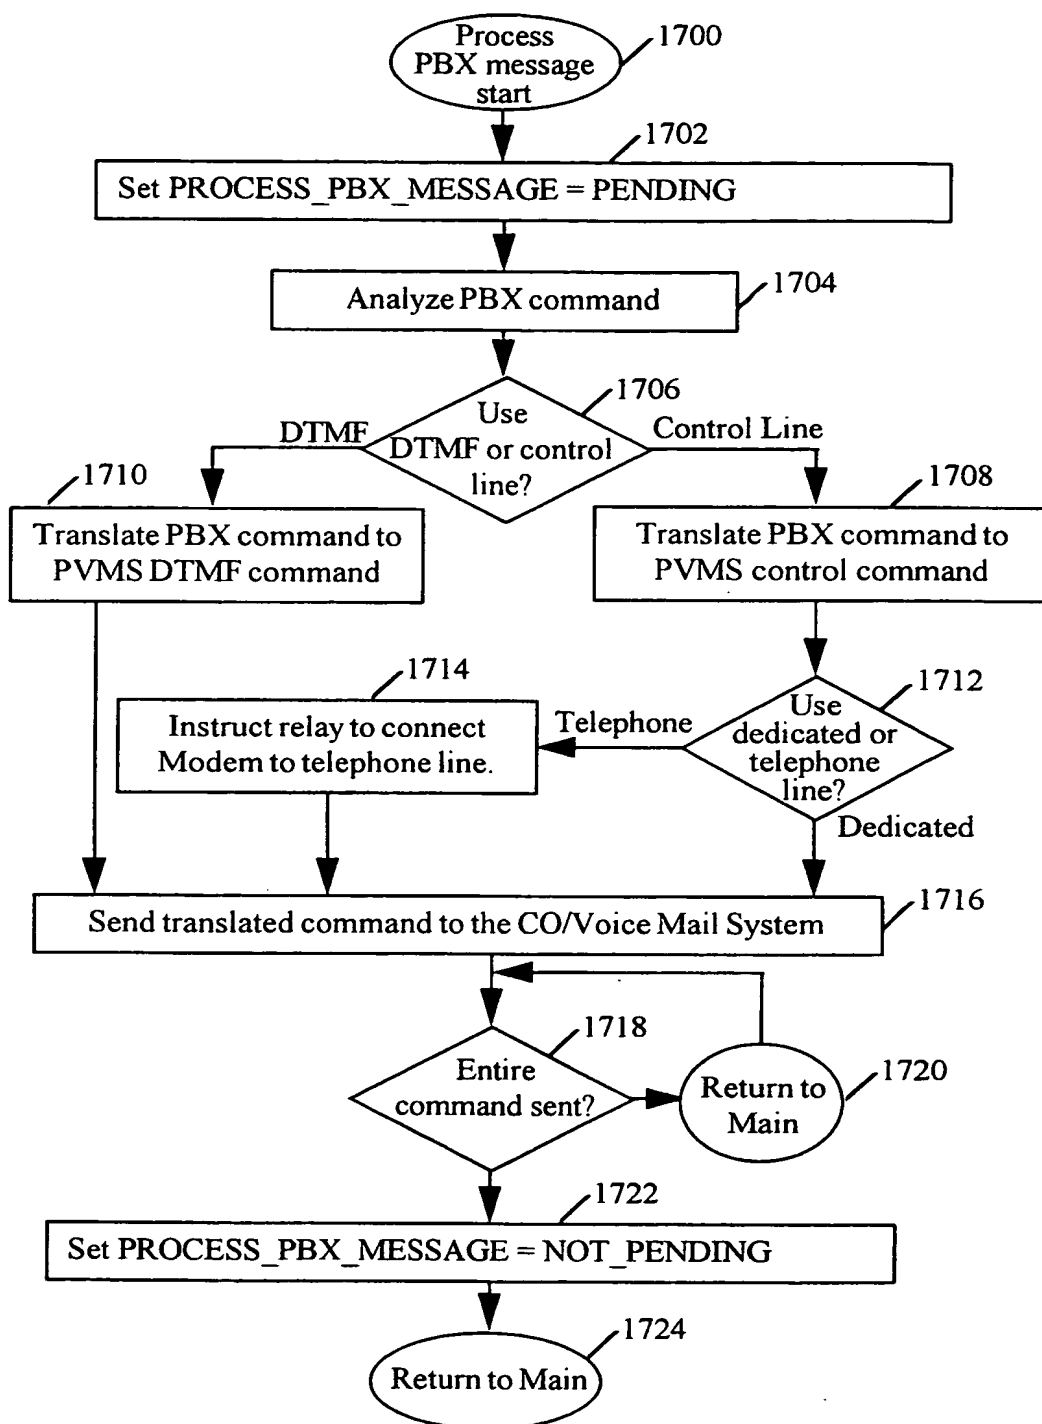 Process
PBX message
start
1700
1702
Set PROCESS_PBX_MESSAGE = PENDING
Analyze PBX command
1704
1706
Use
DTMF or control
line?
DTMF
Control Line
1710
Translate PBX command to
PVMS DTMF command
1708
Translate PBX command to
PVMS control command
1714
Instruct relay to connect
Modem to telephone line.
Telephone
1712
Use
dedicated or
telephone
line?
Dedicated
Send translated command to the CO/Voice Mail System
1716
1718
Entire
command sent?
Return to
Main
1720
1722
Set PROCESS_PBX_MESSAGE = NOT_PENDING
1724
Return to Main